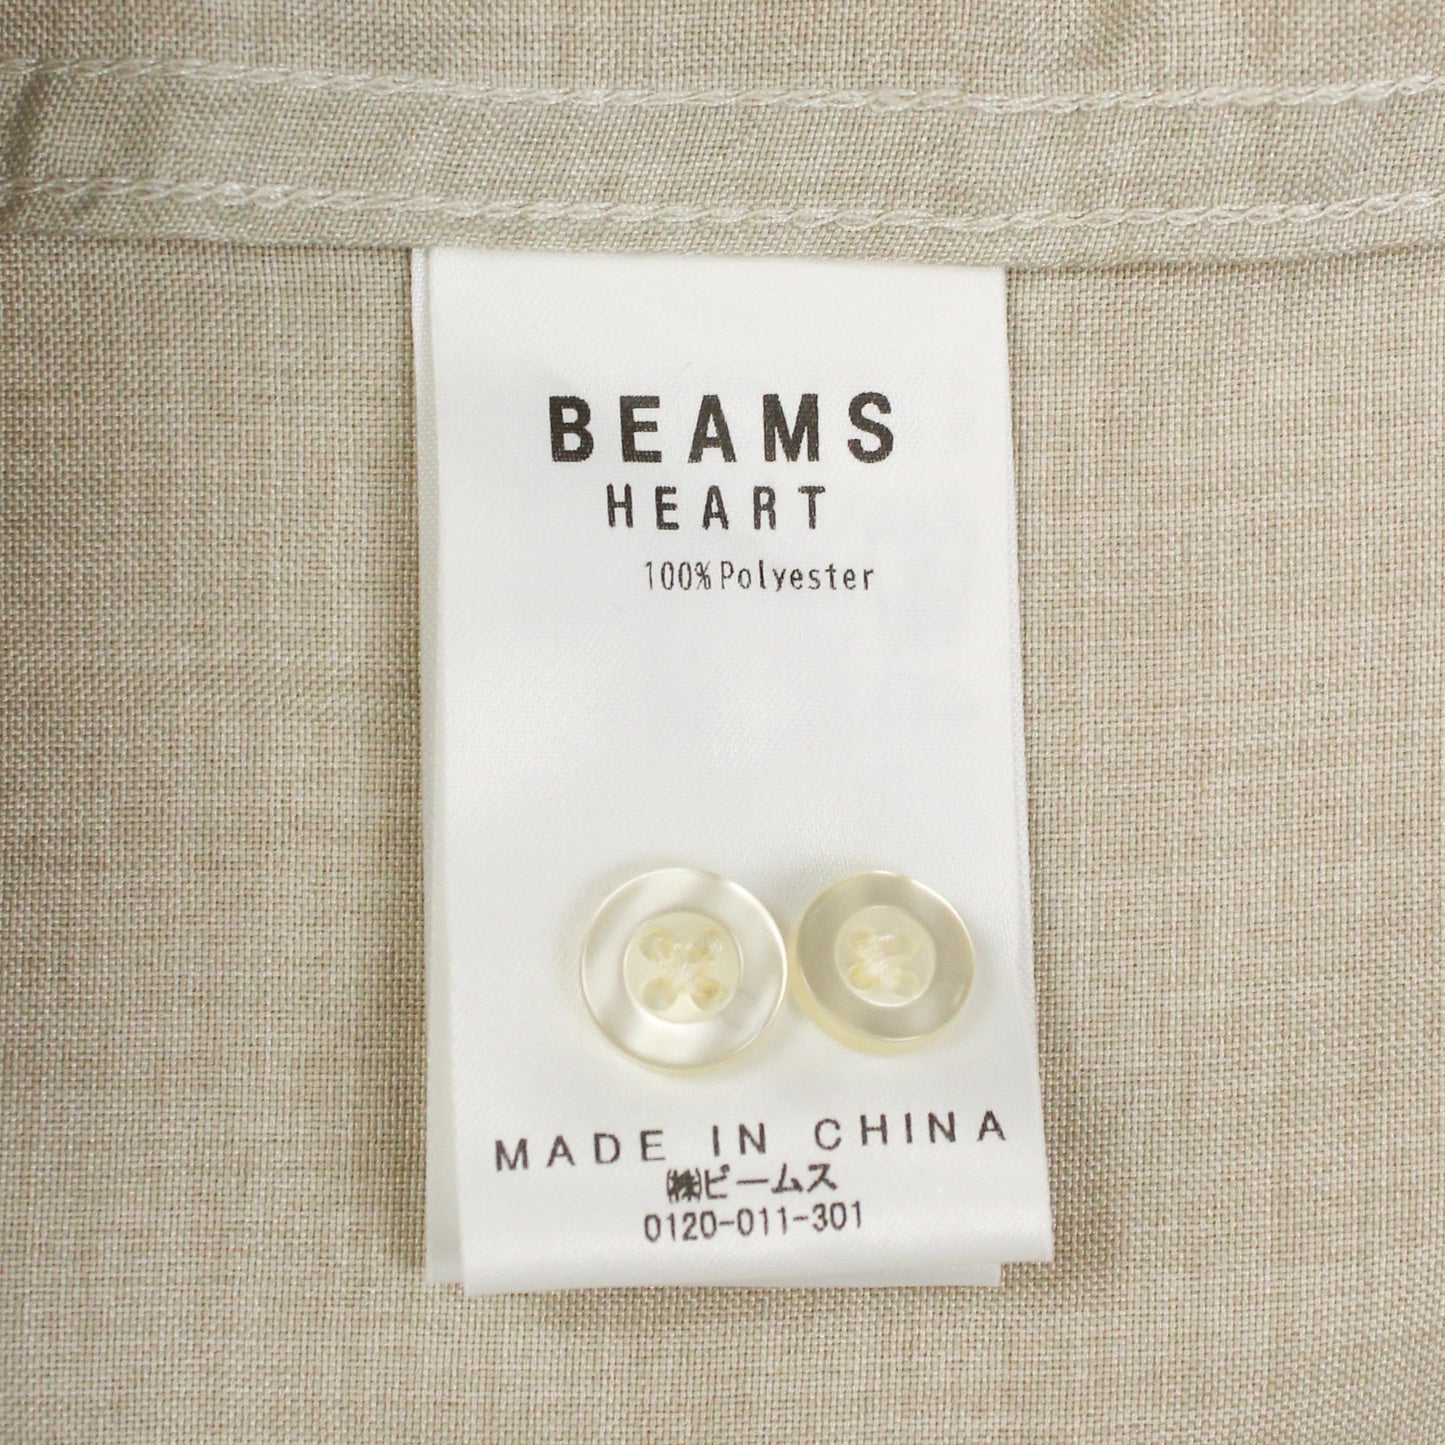 BEAMS
HEART
100%Polyester
MADE IN CHINA
㈱ビームス
0120-011-301